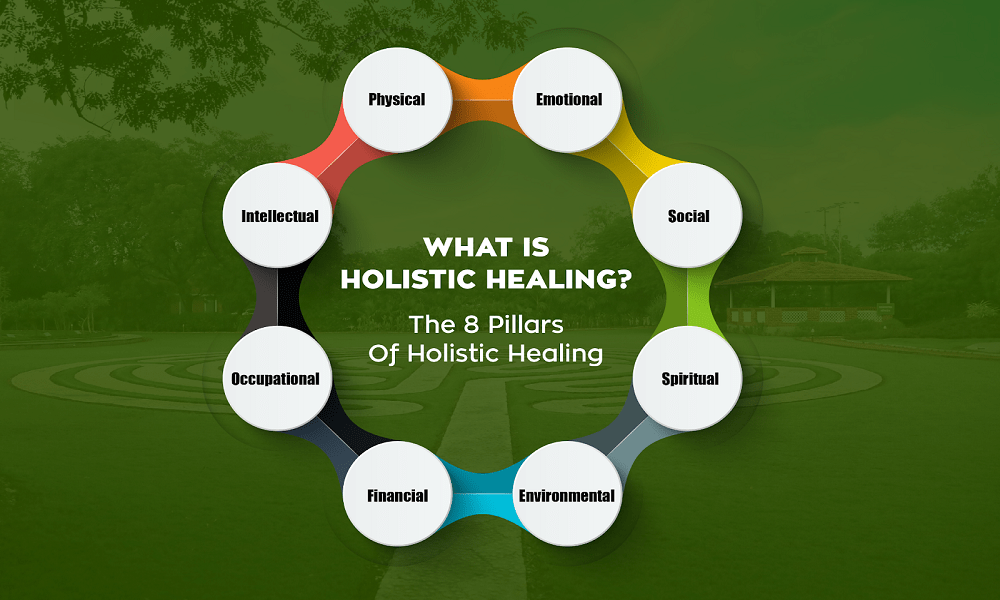 Physical
Emotional
Intellectual
Social
WHAT IS
HOLISTIC HEALING?
The 8 Pillars
Of Holistic Healing
Occupational
Spiritual
Financial
Environmental